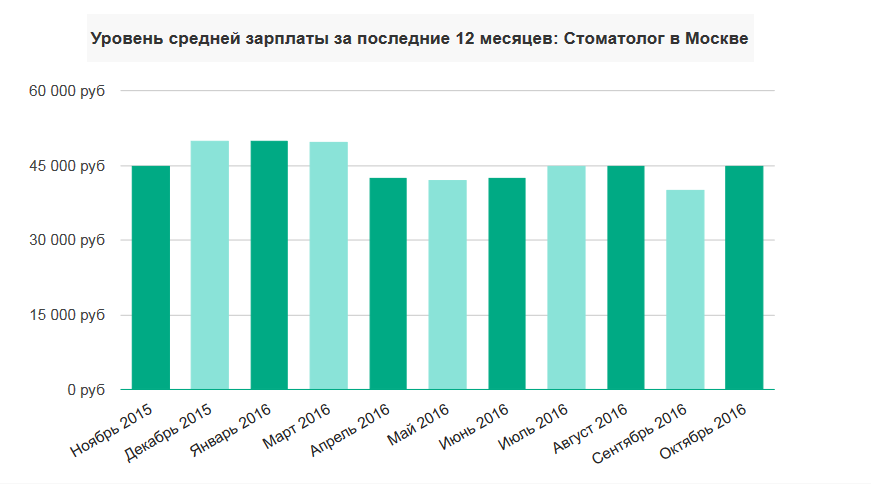 Уровень средней зарплаты за последние 12 месяцев: Стоматолог в Москве
60 000 руб
45 000 руб
30 000 руб
15 000 руб
0 руб
Ноябрь 2015
Декабрь 2015
Январь 2016
Март 2016
Апрель 2016
Май 2016
Июнь 2016
Июль 2016
Август 2016
Сентябрь 2016
Октябрь 2016